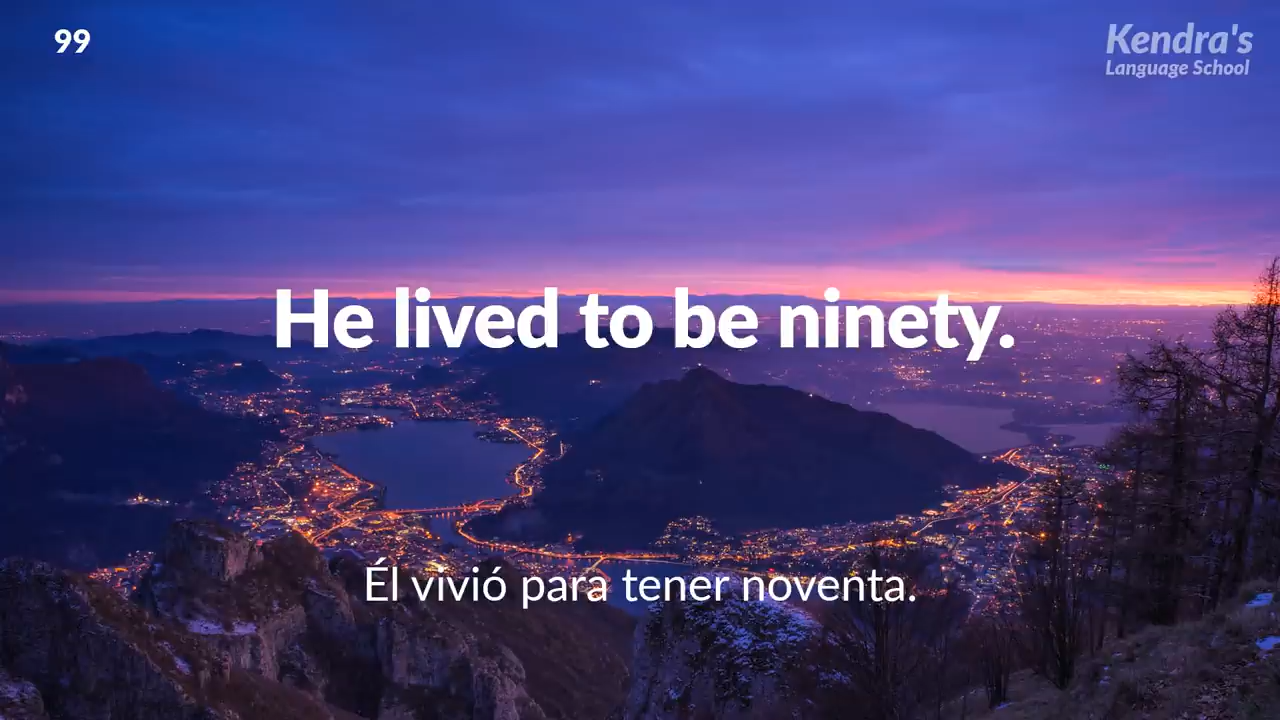 99
Kendra's
Language School
He lived to be ninety.
Él vivió para tener noventa.